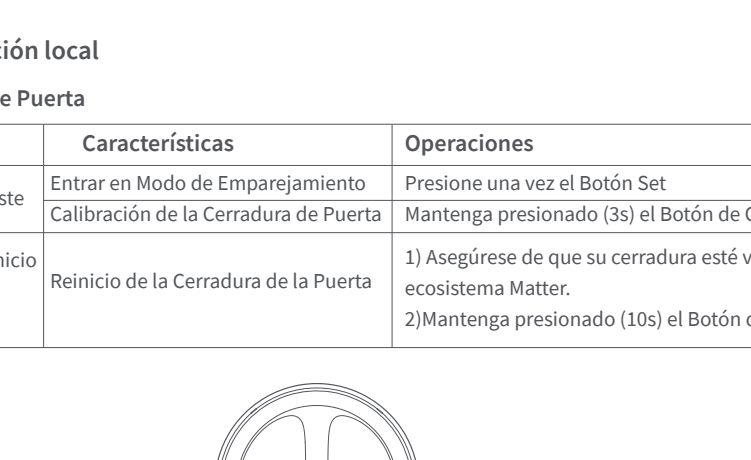 ción local
e Puerta
Características Operaciones
ste Entrar en Modo de Emparejamiento Presione una vez el Botón Set
Calibración de la Cerradura de Puerta Mantenga presionado (3s) el Botón de
nicio Reinicio de la Cerradura de la Puerta 1) Asegúrese de que su cerradura esté v
ecosistema Matter.
2)Mantenga presionado (10s) el Botón